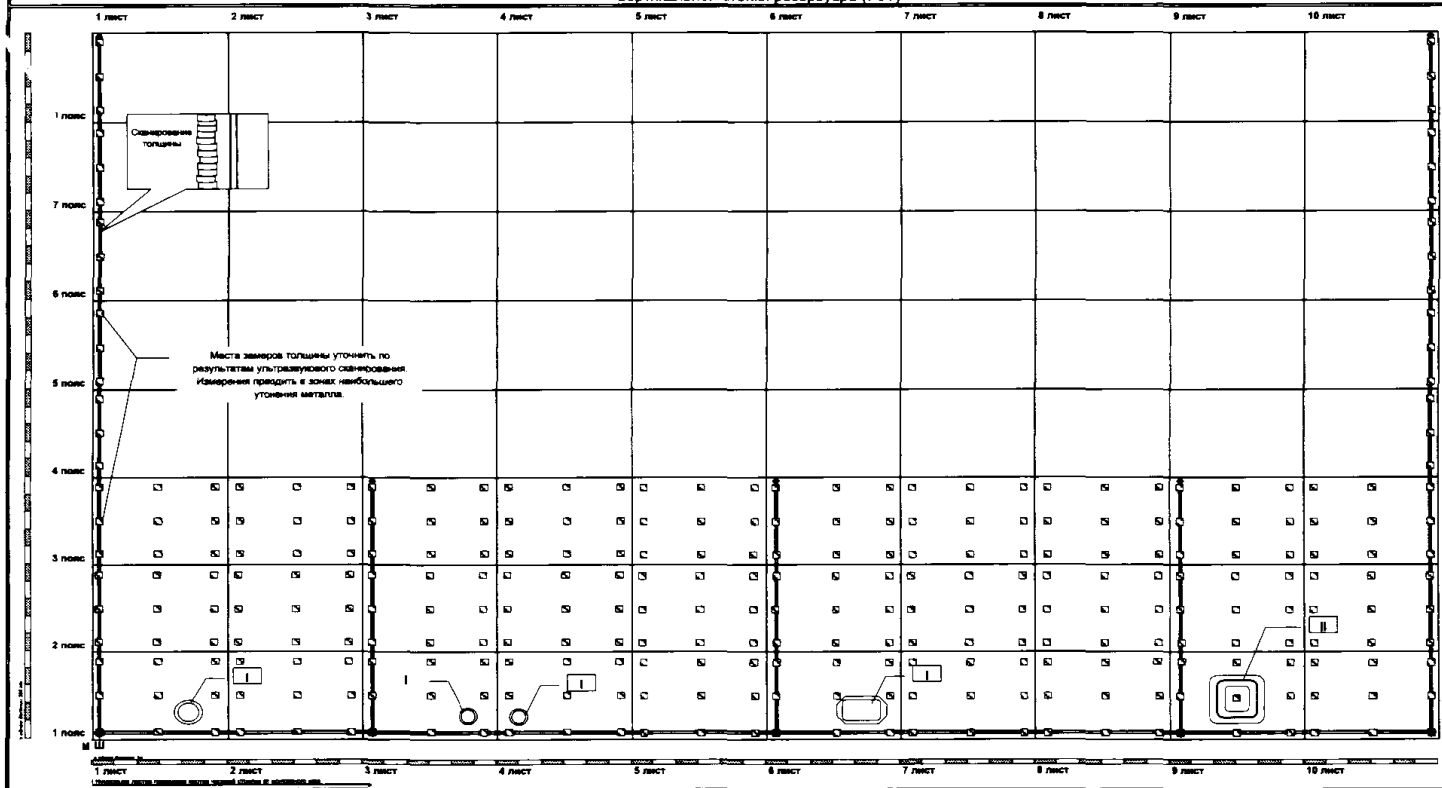 1 лист 2 лист 3 лист 4 лист 5 лист 6 лист 7 лист 8 лист 9 лист 10 лист
1 пояс
Сканирование
толщины
7 пояс
6 пояс
Места замеров толщины уточнить по
результатам ультразвукового сканирования.
Измерения проводить в зонах наибольшего
утонения металла.
5 пояс
4 пояс
3 пояс
II
2 пояс
I I I I
1 пояс
М
1 лист 2 лист 3 лист 4 лист 5 лист 6 лист 7 лист 8 лист 9 лист 10 лист